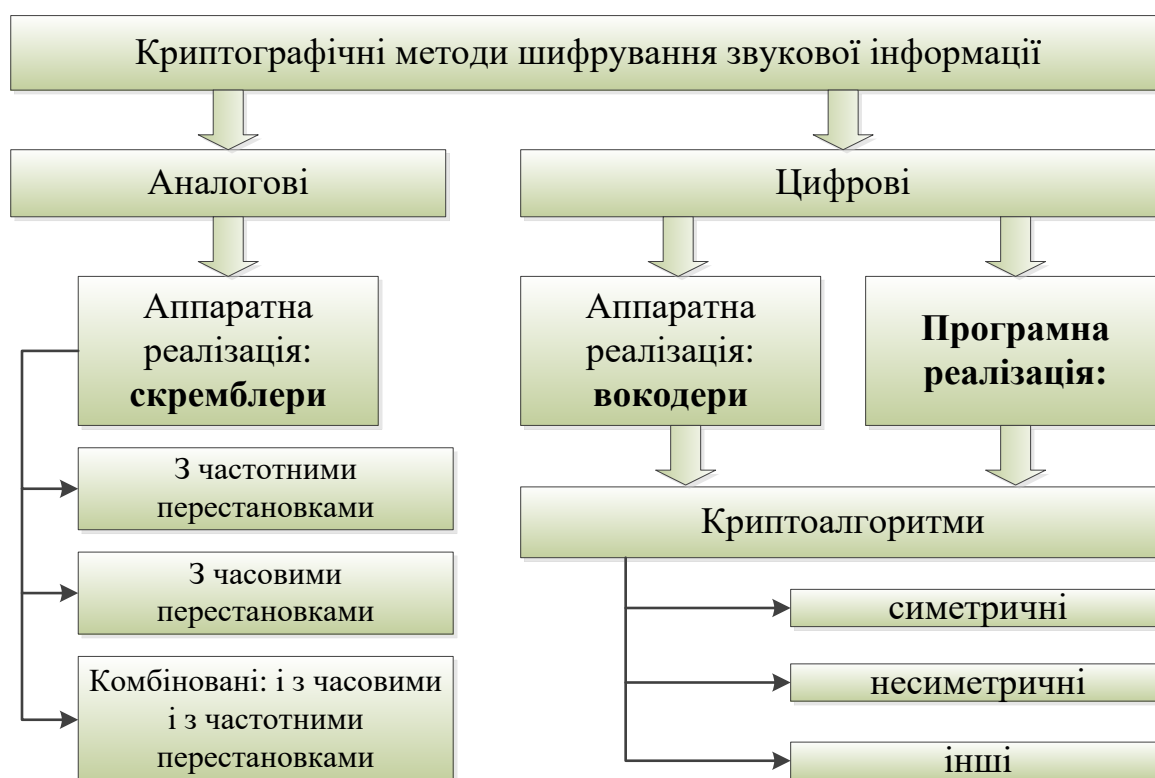 Криптографічні методи шифрування звукової інформації
Аналогові
Цифрові
Аппаратна
реалізація:
скремблери
Аппаратна
реалізація:
вокодери
Програмна
реалізація:
З частотними
перестановками
З часовими
перестановками
Комбіновані: і з часовими
і з частотними
перестановками
Криптоалгоритми
симетричні
несиметричні
інші